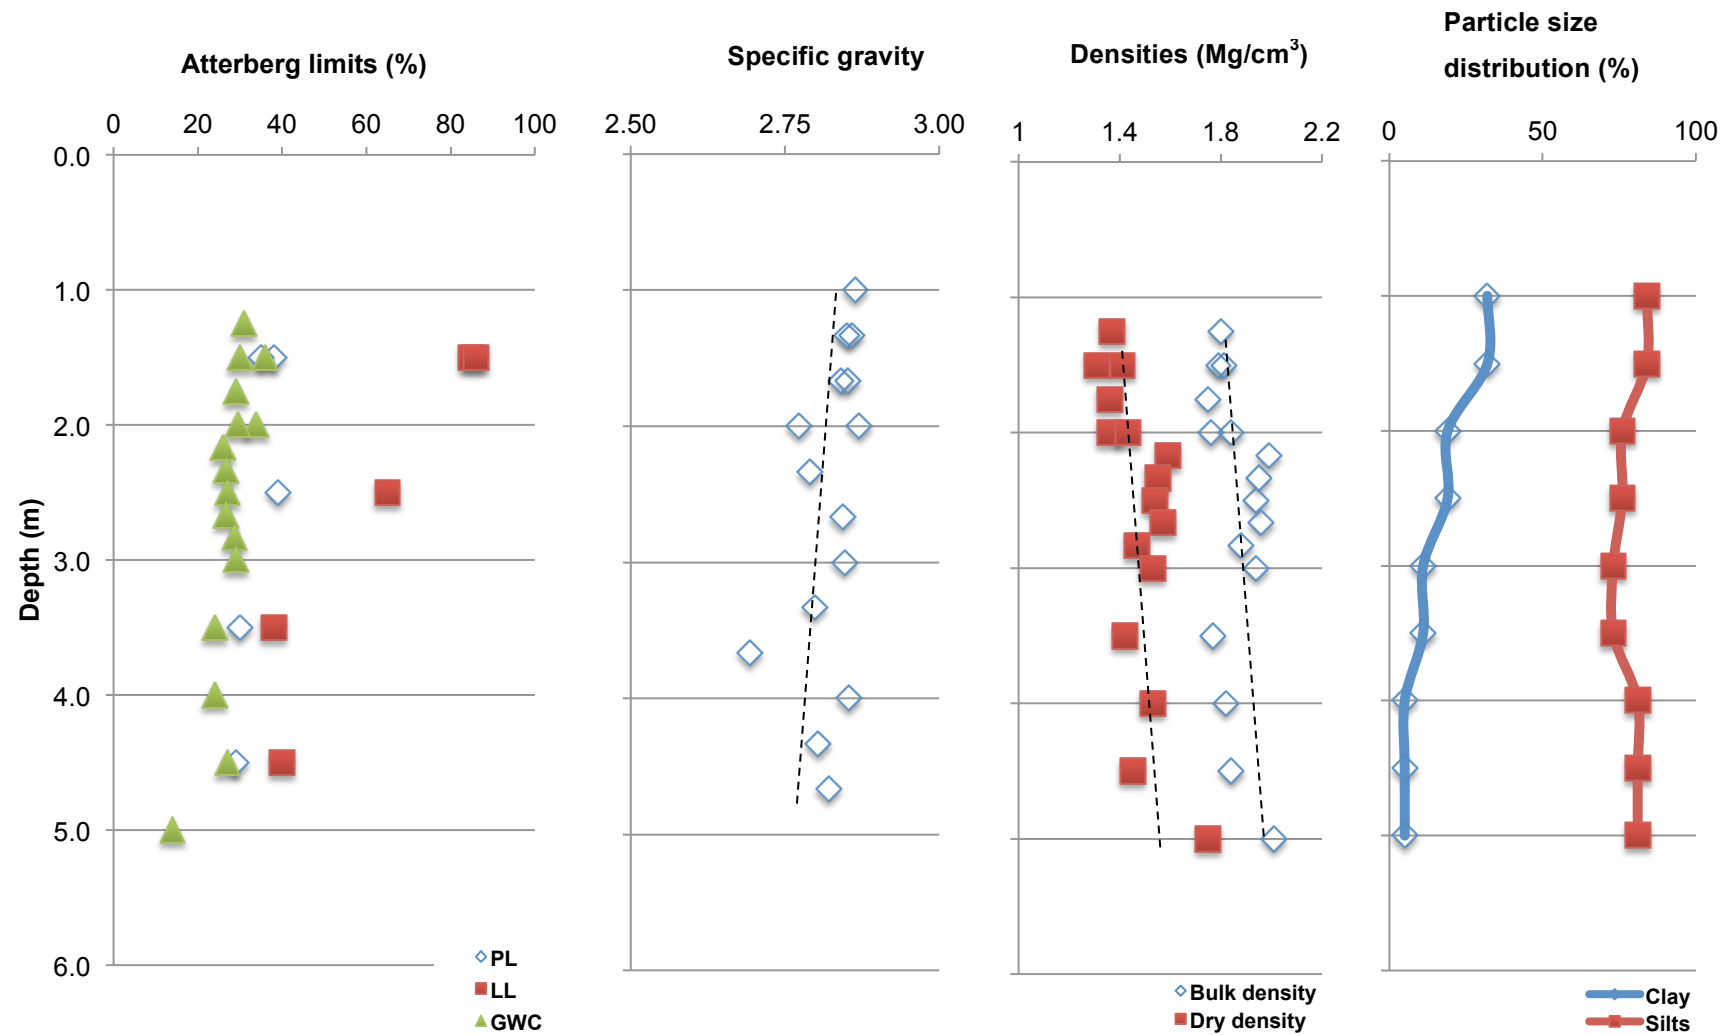 Atterberg limits (%)
0 20 40 60 80 100
0.0
1.0
2.0
3.0
4.0
5.0
6.0
Depth (m)
PL
LL
GWC
Specific gravity
2.50 2.75 3.00
Densities (Mg/cm³)
1 1.4 1.8 2.2
Bulk density
Dry density
Particle size
distribution (%)
0 50 100
Clay
Silts